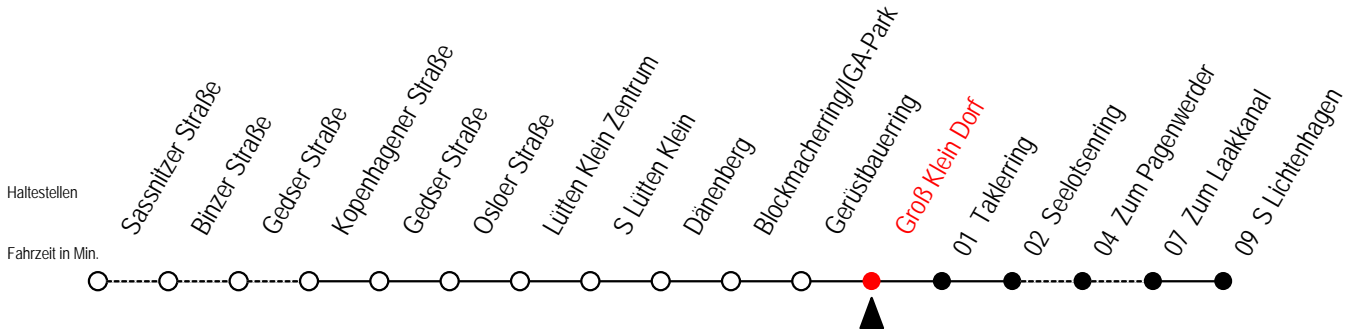 Haltestellen
Fahrzeit in Min.
Sassnitzer Straße
Binzer Straße
Gedser Straße
Kopenhagener Straße
Gedser Straße
Osloer Straße
Lütten Klein Zentrum
S Lütten Klein
Dänenberg
Blockmacherring/IGA-Park
Gerüstbauerring
Groß Klein Dorf
01 Taklerring
02 Seelotsenring
04 Zum Pagenwerder
07 Zum Laakkanal
09 S Lichtenhagen